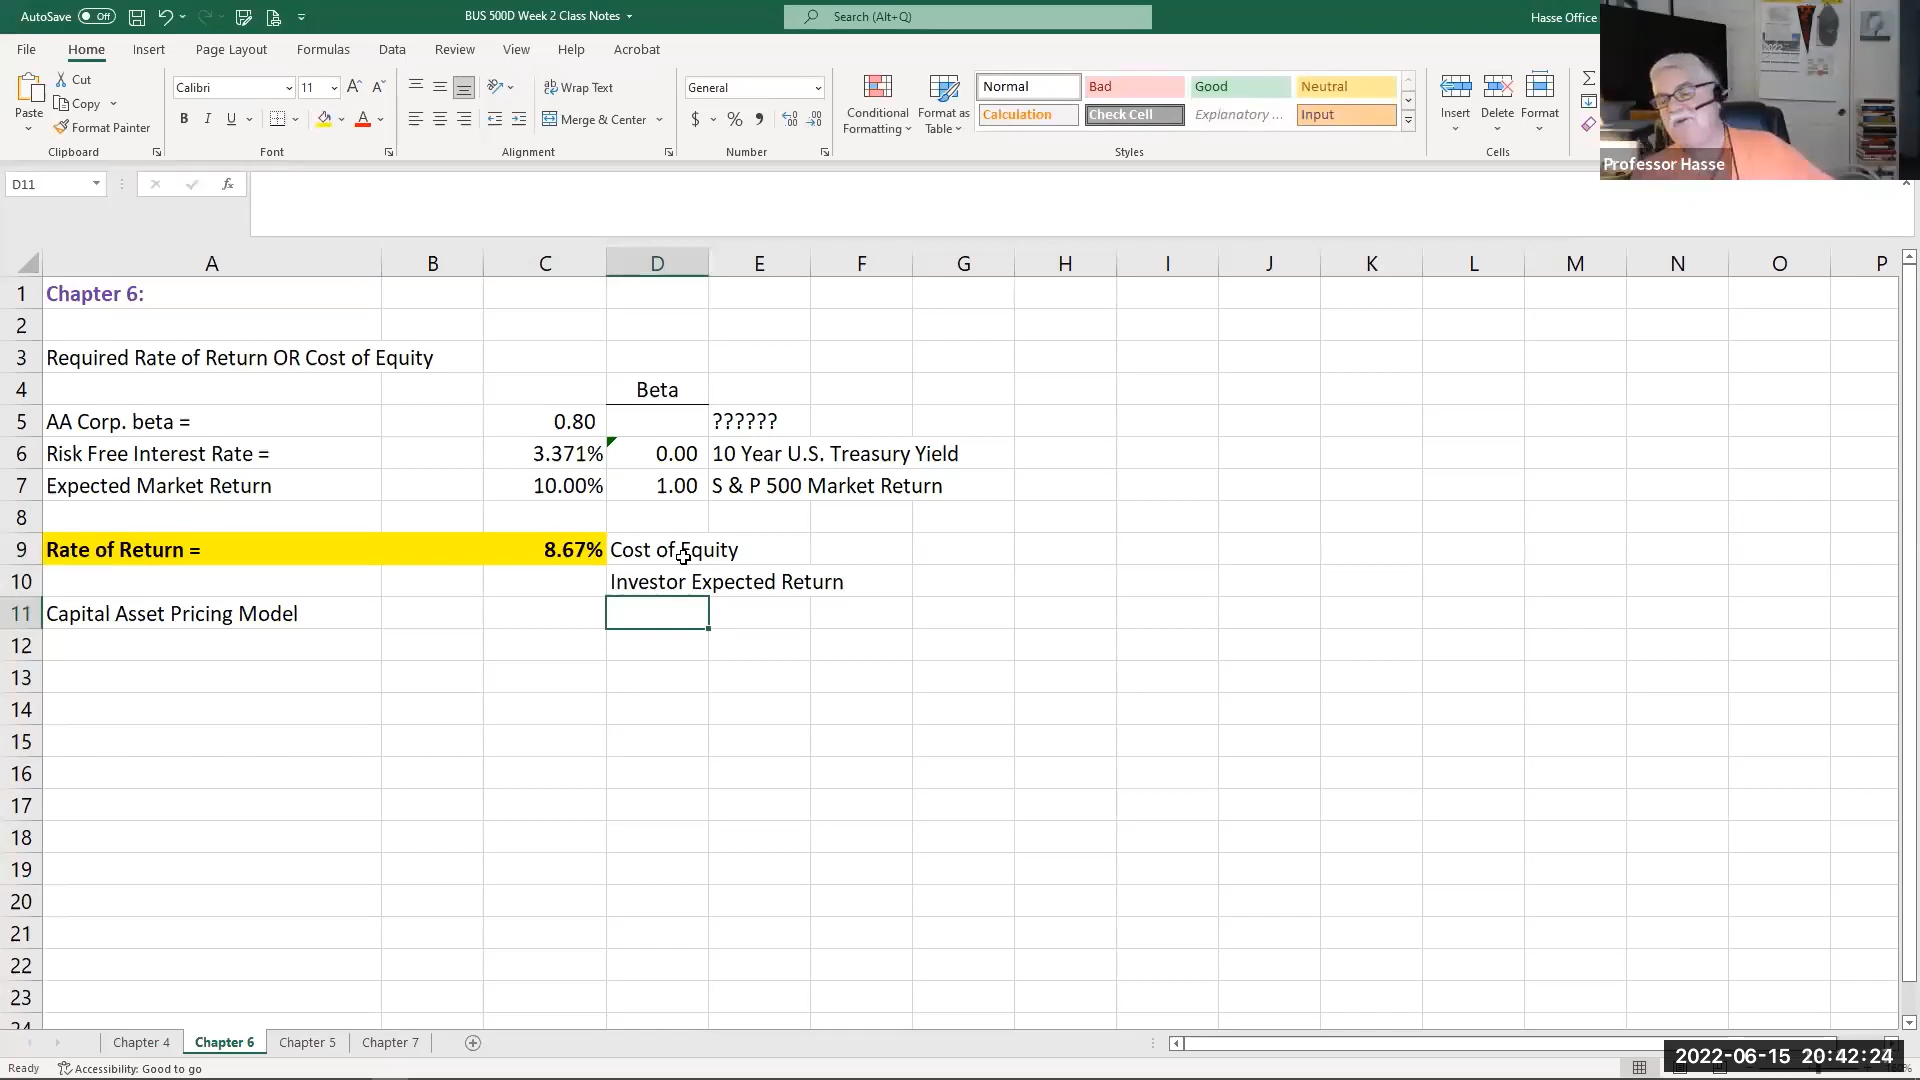 AutoSave Off BUS 500D Week 2 Class Notes Search (Alt+Q) Hasse Office
File Home Insert Page Layout Formulas Data Review View Help Acrobat
Paste Cut Copy Format Painter Clipboard
Calibri 11 A A B I U A Font
ab Wrap Text Merge & Center Alignment
General $ % 9 Number
Conditional Formatting Format as Table
Normal Bad Good Neutral
Calculation Check Cell Explanatory ... Input
Styles
Insert Delete Format Cells
2022
Professor Hasse
D11 fx
A B C D E F G H I J K L M N O P
1 Chapter 6:
2
3 Required Rate of Return OR Cost of Equity
4 Beta
5 AA Corp. beta = 0.80 ??????
6 Risk Free Interest Rate = 3.371% 0.00 10 Year U.S. Treasury Yield
7 Expected Market Return 10.00% 1.00 S & P 500 Market Return
8
9 Rate of Return = 8.67% Cost of Equity
10 Investor Expected Return
11 Capital Asset Pricing Model
12
13
14
15
16
17
18
19
20
21
22
23
24
Chapter 4 Chapter 6 Chapter 5 Chapter 7
Ready Accessibility: Good to go
2022-06-15 20:42:24